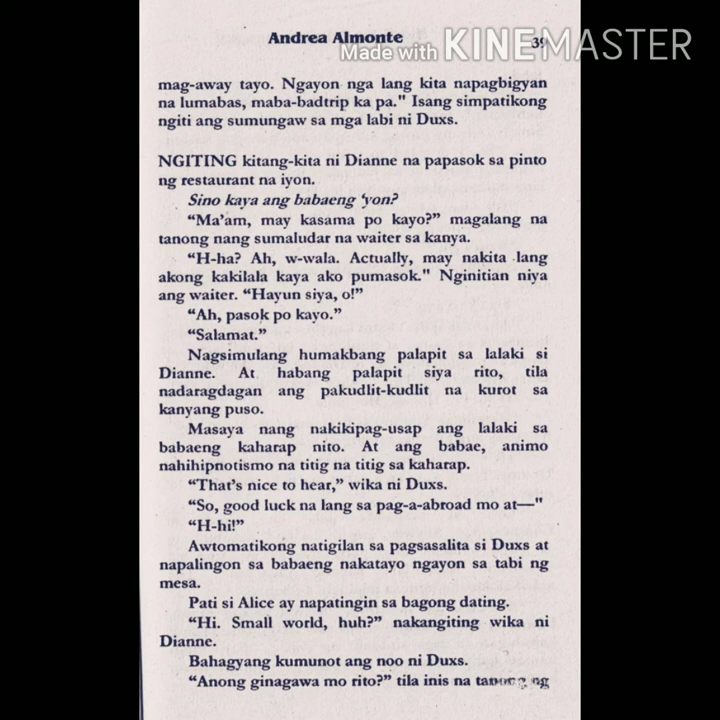 Andrea Almonte
39
Made with KINEMASTER
mag-away tayo. Ngayon nga lang kita napagbigyan
na lumabas, maba-badtrip ka pa." Isang simpatikong
ngiti ang sumungaw sa mga labi ni Duxs.
NGITING kitang-kita ni Dianne na papasok sa pinto
ng restaurant na iyon.
Sino kaya ang babaeng ‘yon?
“Ma’am, may kasama po kayo?” magalang na
tanong nang sumaludar na waiter sa kanya.
“H-ha? Ah, w-wala. Actually, may nakita lang
akong kakilala kaya ako pumasok." Nginitian niya
ang waiter. “Hayun siya, o!”
“Ah, pasok po kayo.”
“Salamat.”
Nagsimulang humakbang palapit sa lalaki si
Dianne. At habang palapit siya rito, tila
nadaragdagan ang pakudlit-kudlit na kurot sa
kanyang puso.
Masaya nang nakikipag-usap ang lalaki sa
babaeng kaharap nito. At ang babae, animo
nahihipnotismo na titig na titig sa kaharap.
“That’s nice to hear,” wika ni Duxs.
“So, good luck na lang sa pag-a-abroad mo at—"
“H-hi!”
Awtomatikong natigilan sa pagsasalita si Duxs at
napalingon sa babaeng nakatayo ngayon sa tabi ng
mesa.
Pati si Alice ay napatingin sa bagong dating.
“Hi. Small world, huh?” nakangiting wika ni
Dianne.
Bahagyang kumunot ang noo ni Duxs.
“Anong ginagawa mo rito?” tila inis na tanong ng